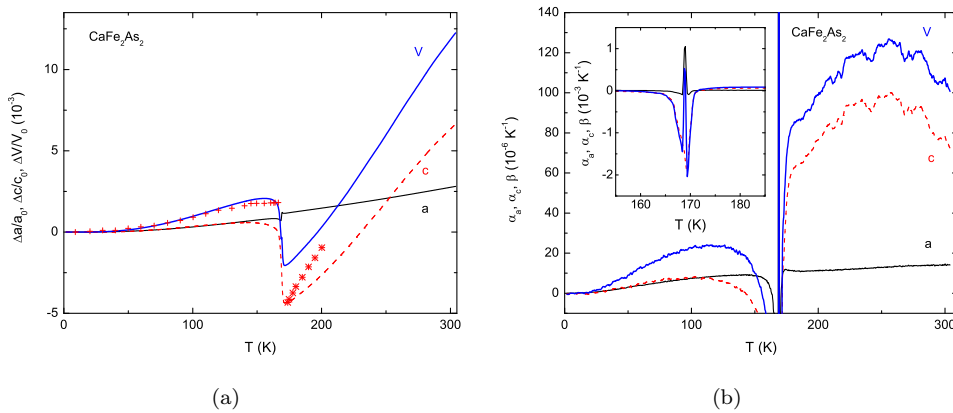 CaFe₂As₂
V
c
a
Δa/a₀, Δc/c₀, ΔV/V₀ (10⁻³)
10
5
0
-5
0 100 200 300
T (K)
(a)
CaFe₂As₂
V
c
a
αₐ, α_c, β (10⁻⁶ K⁻¹)
140
120
100
80
60
40
20
0
0 100 200 300
T (K)
αₐ, α_c, β (10⁻³ K⁻¹)
1
0
-1
-2
160 170 180
T (K)
(b)